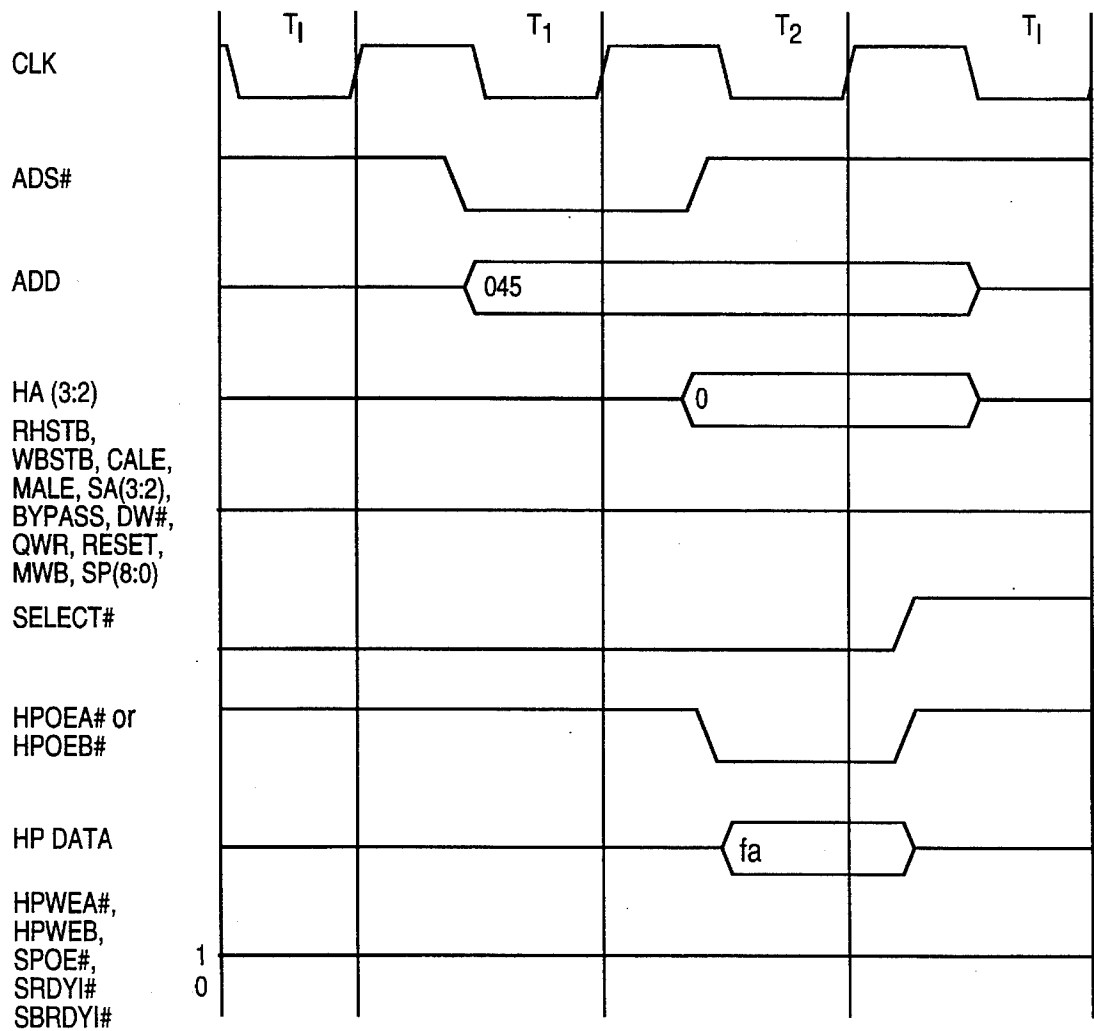 T_I T_1 T_2 T_I
CLK
ADS#
ADD
045
HA (3:2)
0
RHSTB,
WBSTB, CALE,
MALE, SA(3:2),
BYPASS, DW#,
QWR, RESET,
MWB, SP(8:0)
SELECT#
HPOEA# or
HPOEB#
HP DATA
fa
HPWEA#,
HPWEB,
SPOE#,
1
SRDYI#
0
SBRDYI#